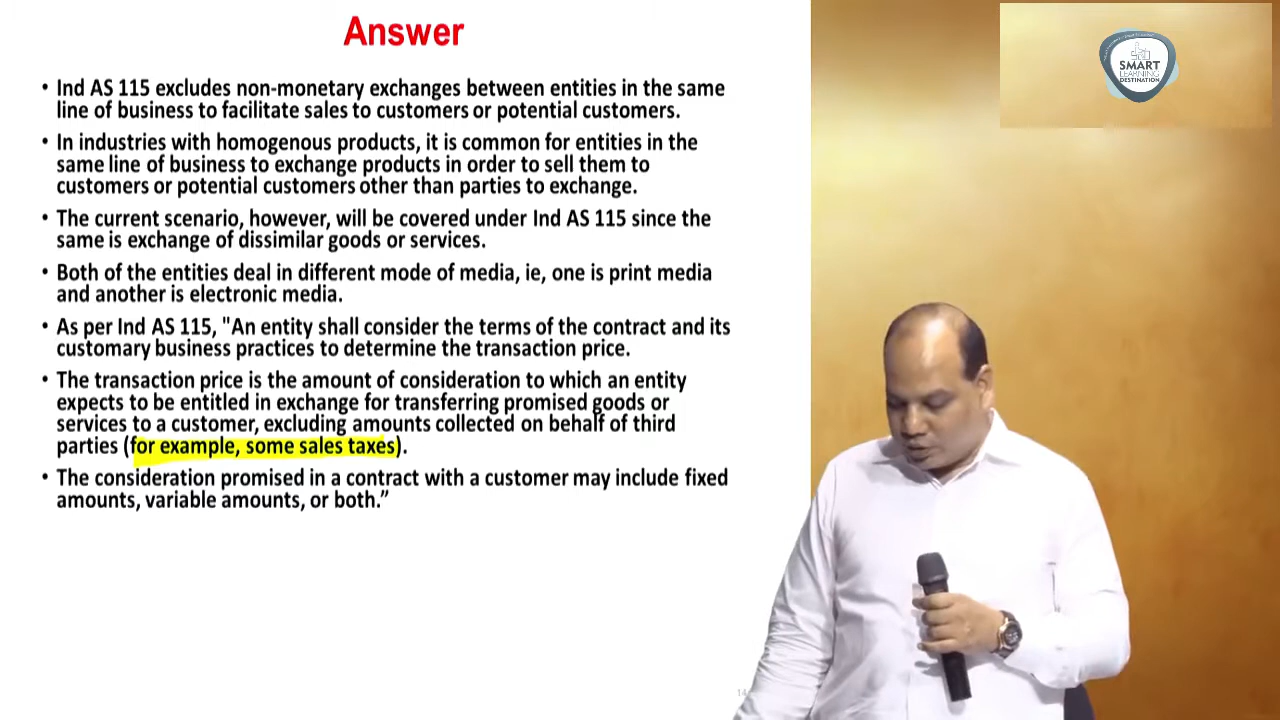 Answer
• Ind AS 115 excludes non-monetary exchanges between entities in the same
line of business to facilitate sales to customers or potential customers.
• In industries with homogenous products, it is common for entities in the
same line of business to exchange products in order to sell them to
customers or potential customers other than parties to exchange.
• The current scenario, however, will be covered under Ind AS 115 since the
same is exchange of dissimilar goods or services.
• Both of the entities deal in different mode of media, ie, one is print media
and another is electronic media.
• As per Ind AS 115, "An entity shall consider the terms of the contract and its
customary business practices to determine the transaction price.
• The transaction price is the amount of consideration to which an entity
expects to be entitled in exchange for transferring promised goods or
services to a customer, excluding amounts collected on behalf of third
parties (for example, some sales taxes).
• The consideration promised in a contract with a customer may include fixed
amounts, variable amounts, or both.”
SMART
LEARNING
DESTINATION